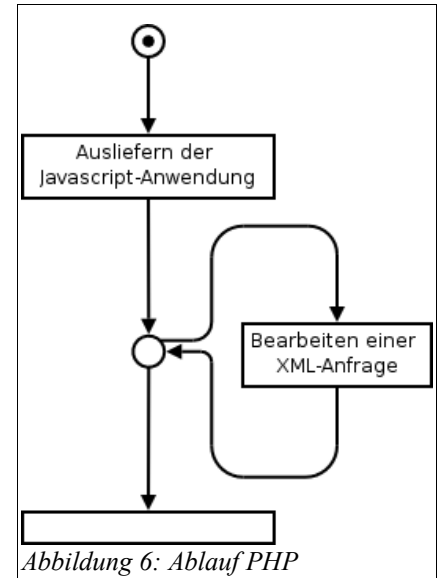 Ausliefern der
Javascript-Anwendung
Bearbeiten einer
XML-Anfrage
Abbildung 6: Ablauf PHP